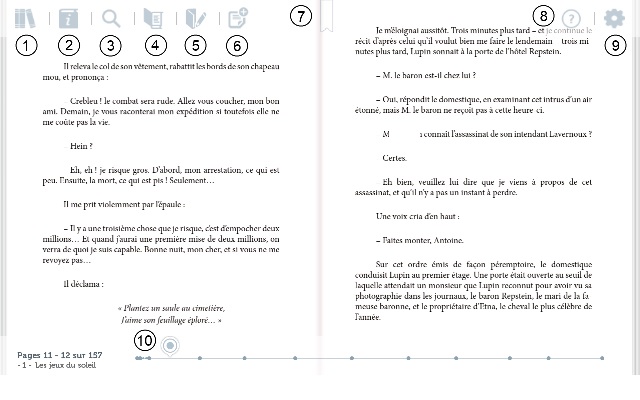 7
8
1
2
3
4
5
6
9
Il releva le col de son vêtement, rabattit les bords de son chapeau
mou, et prononça :
Crebleu ! le combat sera rude. Allez vous coucher, mon bon
ami. Demain, je vous raconterai mon expédition si toutefois elle ne
me coûte pas la vie.
Hein ?
Eh, eh ! je risque gros. D'abord, mon arrestation, ce qui est
peu. Ensuite, la mort, ce qui est pis ! Seulement…
Il me prit violemment par l'épaule :
– Il y a une troisième chose que je risque, c'est d'empocher deux
millions… Et quand j'aurai une première mise de deux millions, on
verra de quoi je suis capable. Bonne nuit, mon cher, et si vous ne me
revoyez pas…
Il déclama :
« Plantez un saule au cimetière,
J'aime son feuillage éploré… »
Je m'éloignai aussitôt. Trois minutes plus tard – et je continue le
récit d'après celui qu'il voulut bien me faire le lendemain trois mi
nutes plus tard, Lupin sonnait à la porte de l'hôtel Repstein.
– M. le baron est-il chez lui ?
– Oui, répondit le domestique, en examinant cet intrus d'un air
étonné, mais M. le baron ne reçoit pas à cette heure-ci.
M connaît l'assassinat de son intendant Lavernoux ?
Certes.
Eh bien, veuillez lui dire que je viens à propos de cet
assassinat, et qu'il n'y a pas un instant à perdre.
Une voix cria d'en haut :
– Faites monter, Antoine.
Sur cet ordre émis de façon péremptoire, le domestique
conduisit Lupin au premier étage. Une porte était ouverte au seuil de
laquelle attendait un monsieur que Lupin reconnut pour avoir vu sa
photographie dans les journaux, le baron Repstein, le mari de la fa
meuse baronne, et le propriétaire d'Etna, le cheval le plus célèbre de
l'année.
10
Pages 11 - 12 sur 157
- 1 - Les jeux du soleil